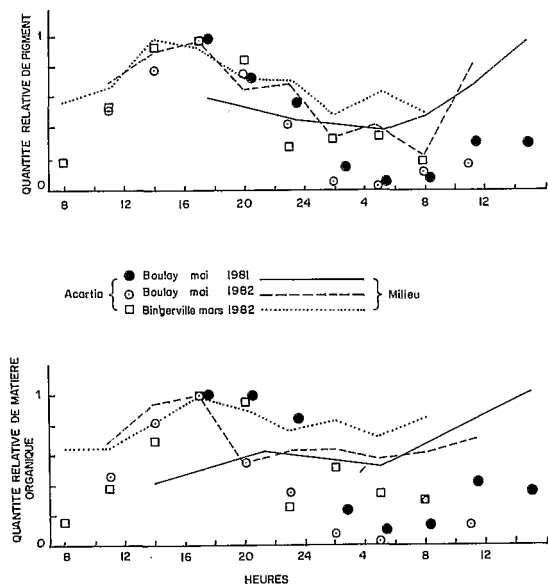 QUANTITE RELATIVE DE PIGMENT
1
0
8 12 16 20 24 4 8 12
Acartia
Boulay mai 1981
Boulay mai 1982
Bingerville mars 1982
Milieu
QUANTITE RELATIVE DE MATIERE
ORGANIQUE
1
0
8 12 16 20 24 4 8 12
HEURES